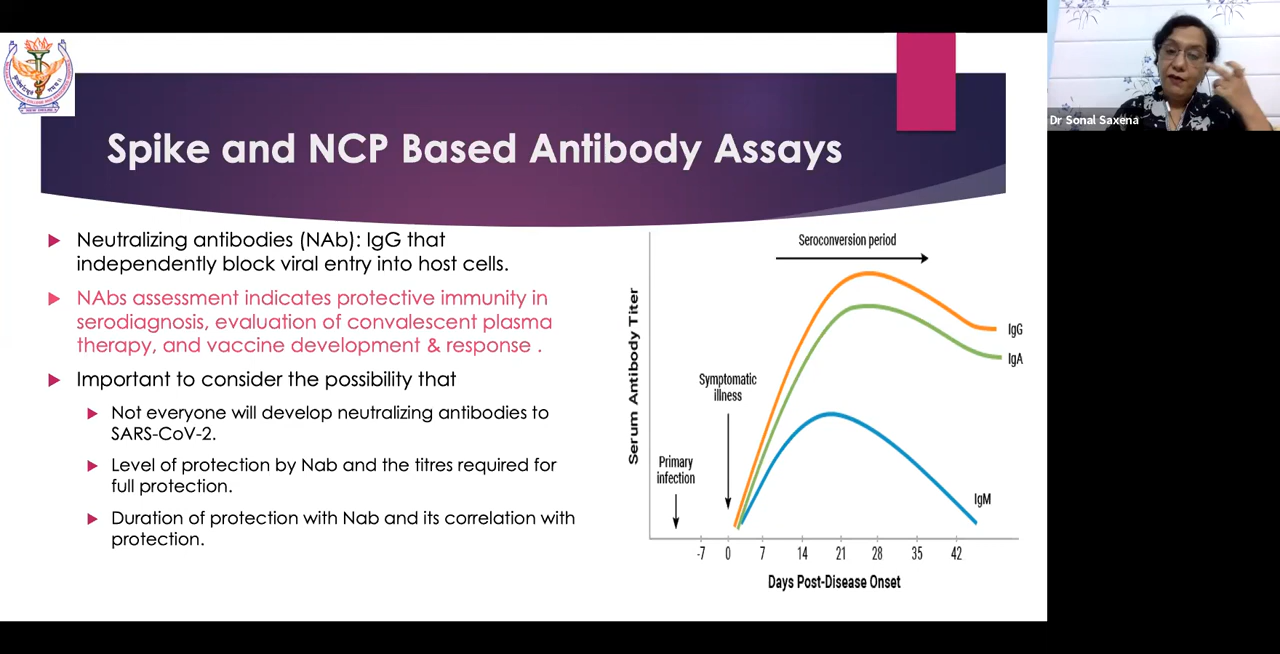 Spike and NCP Based Antibody Assays
Dr Sonal Saxena
Neutralizing antibodies (NAb): IgG that
independently block viral entry into host cells.
NAbs assessment indicates protective immunity in
serodiagnosis, evaluation of convalescent plasma
therapy, and vaccine development & response .
Important to consider the possibility that
Not everyone will develop neutralizing antibodies to
SARS-CoV-2.
Level of protection by Nab and the titres required for
full protection.
Duration of protection with Nab and its correlation with
protection.
Serum Antibody Titer
Seroconversion period
Symptomatic
illness
Primary
infection
IgG
IgA
IgM
-7 0 7 14 21 28 35 42
Days Post-Disease Onset